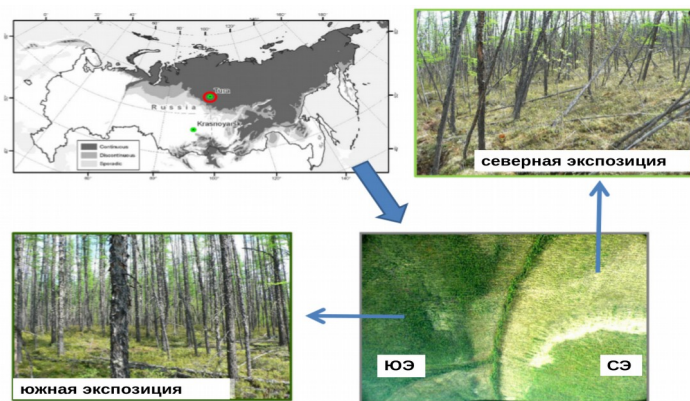 Tura
Russia
Krasnoyarsk
Continuous
Discontinuous
Sporadic
северная экспозиция
южная экспозиция
ЮЭ
СЭ